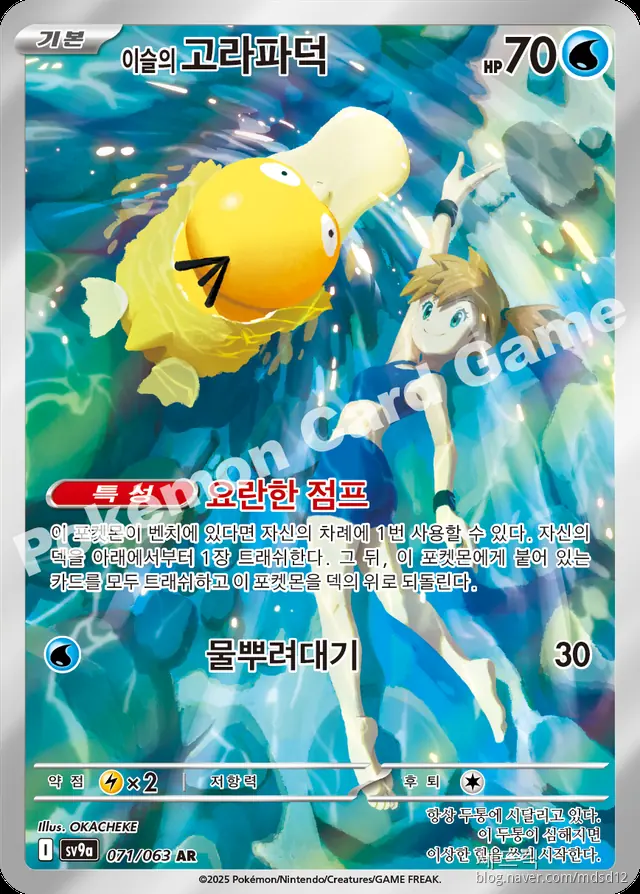 기본
이슬의 고라파덕
HP 70
Pokémon Card Game
특성 요란한 점프
이 포켓몬이 벤치에 있다면 자신의 차례에 1번 사용할 수 있다. 자신의
덱을 아래에서부터 1장 트래쉬한다. 그 뒤, 이 포켓몬에게 붙어 있는
카드를 모두 트래쉬하고 이 포켓몬을 덱의 위로 되돌린다.
물뿌려대기 30
약점 ×2 저항력 후퇴
Illus. OKACHEKE
I sv9a 071/063 AR
항상 두통에 시달리고 있다.
이 두통이 심해지면
이상한 힘을 쓰기 시작한다.
blog.naver.com/mdsd12
©2025 Pokémon/Nintendo/Creatures/GAME FREAK.